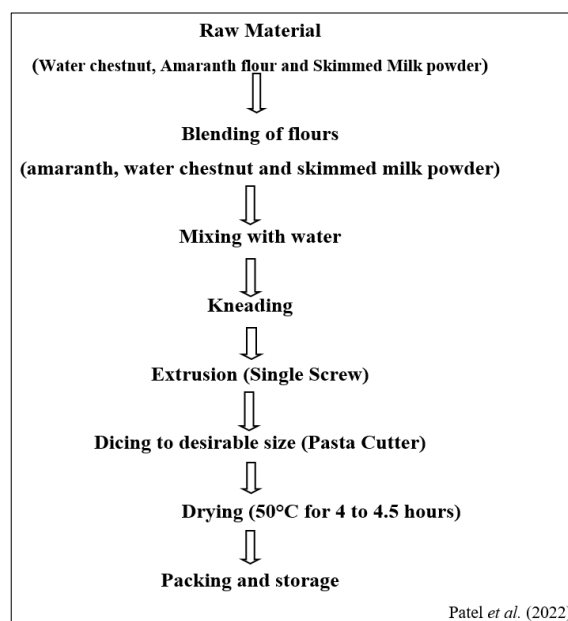 Raw Material
(Water chestnut, Amaranth flour and Skimmed Milk powder)
Blending of flours
(amaranth, water chestnut and skimmed milk powder)
Mixing with water
Kneading
Extrusion (Single Screw)
Dicing to desirable size (Pasta Cutter)
Drying (50°C for 4 to 4.5 hours)
Packing and storage
Patel et al. (2022)